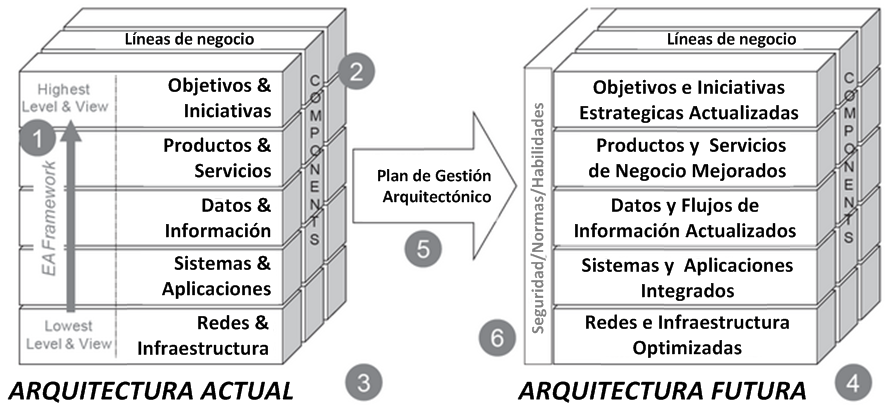 Líneas de negocio
Highest
Level & View
Objetivos &
Iniciativas
2
COMPONENTS
1
Productos &
Servicios
EA Framework
Datos &
Información
Sistemas &
Aplicaciones
Lowest
Level & View
Redes &
Infraestructura
ARQUITECTURA ACTUAL
3
Plan de Gestión
Arquitectónico
5
Líneas de negocio
Seguridad/Normas/Habilidades
6
Objetivos e Iniciativas
Estrategicas Actualizadas
COMPONENTS
Productos y Servicios
de Negocio Mejorados
Datos y Flujos de
Información Actualizados
Sistemas y Aplicaciones
Integrados
Redes e Infraestructura
Optimizadas
ARQUITECTURA FUTURA
4